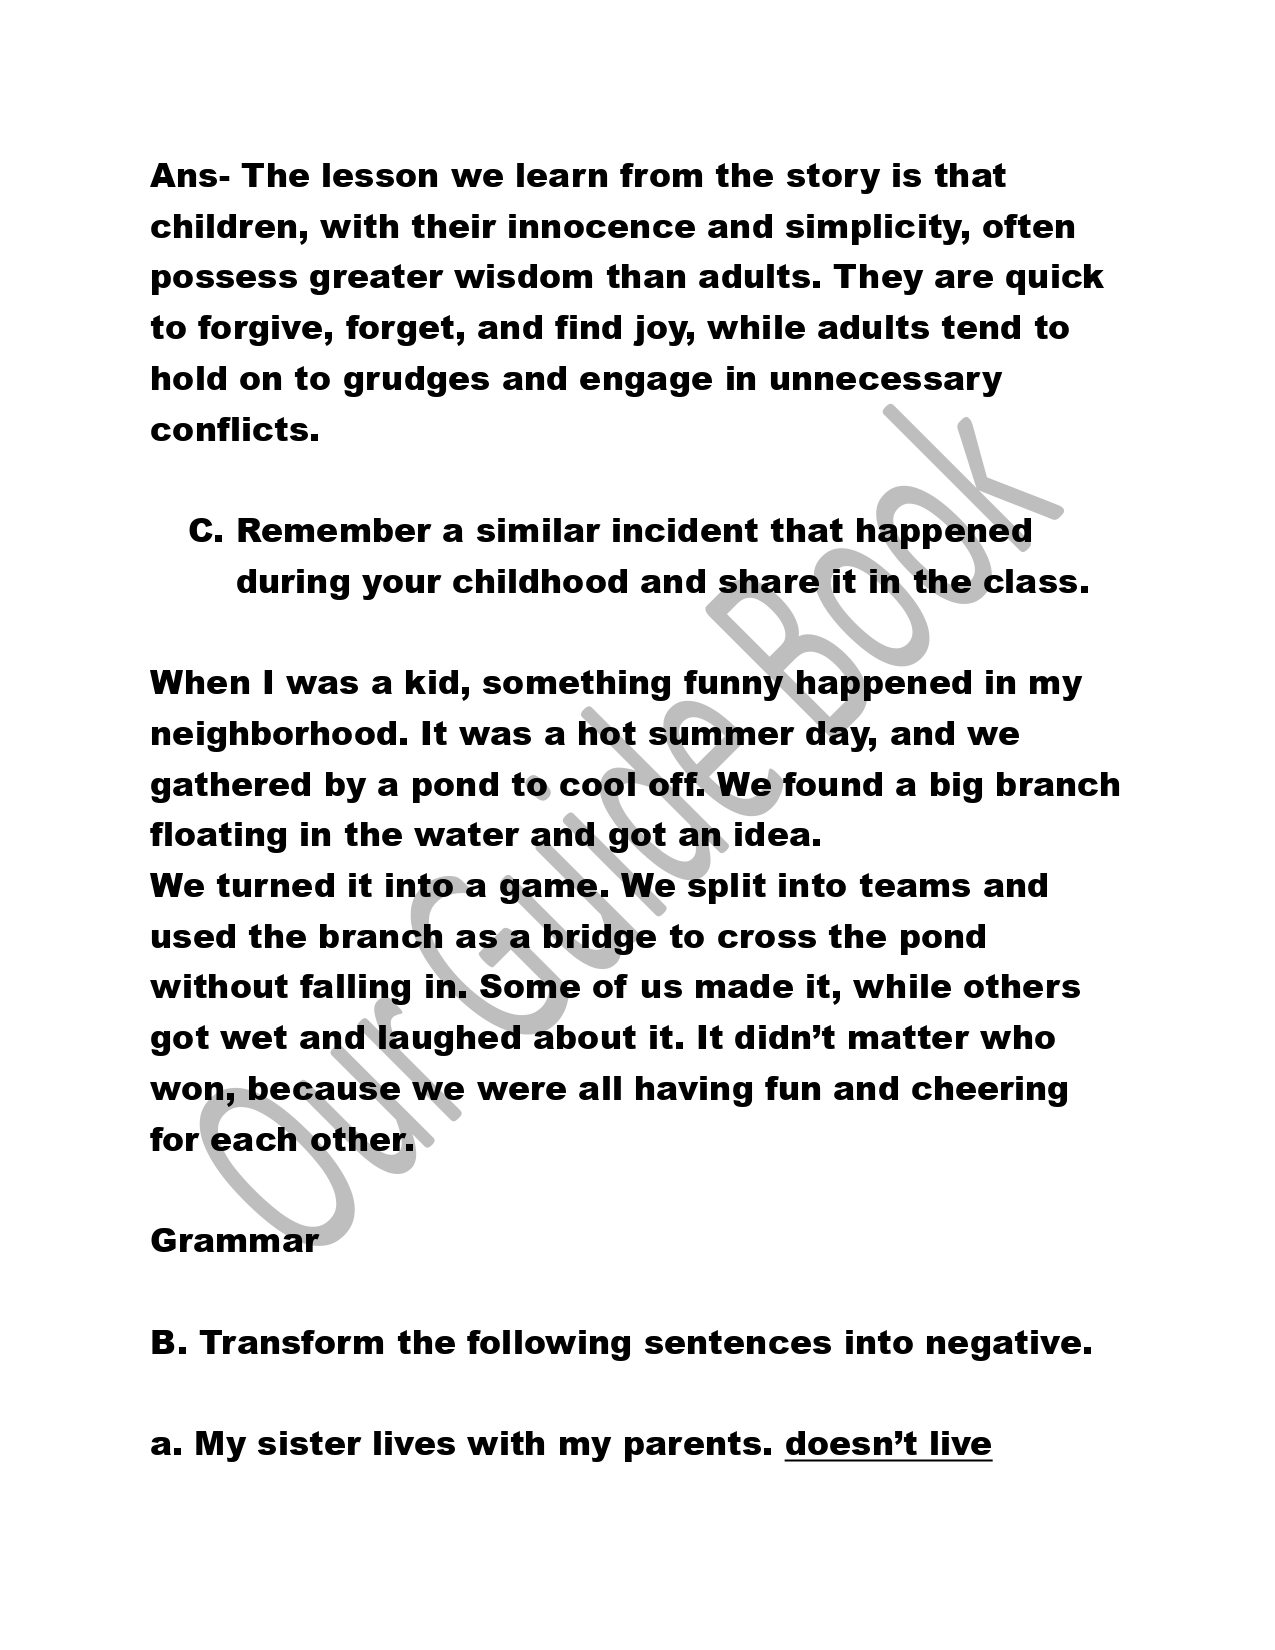 Ans- The lesson we learn from the story is that
children, with their innocence and simplicity, often
possess greater wisdom than adults. They are quick
to forgive, forget, and find joy, while adults tend to
hold on to grudges and engage in unnecessary
conflicts.
C. Remember a similar incident that happened
during your childhood and share it in the class.
When I was a kid, something funny happened in my
neighborhood. It was a hot summer day, and we
gathered by a pond to cool off. We found a big branch
floating in the water and got an idea.
We turned it into a game. We split into teams and
used the branch as a bridge to cross the pond
without falling in. Some of us made it, while others
got wet and laughed about it. It didn’t matter who
won, because we were all having fun and cheering
for each other.
Grammar
B. Transform the following sentences into negative.
a. My sister lives with my parents. doesn’t live
Our Guide Book